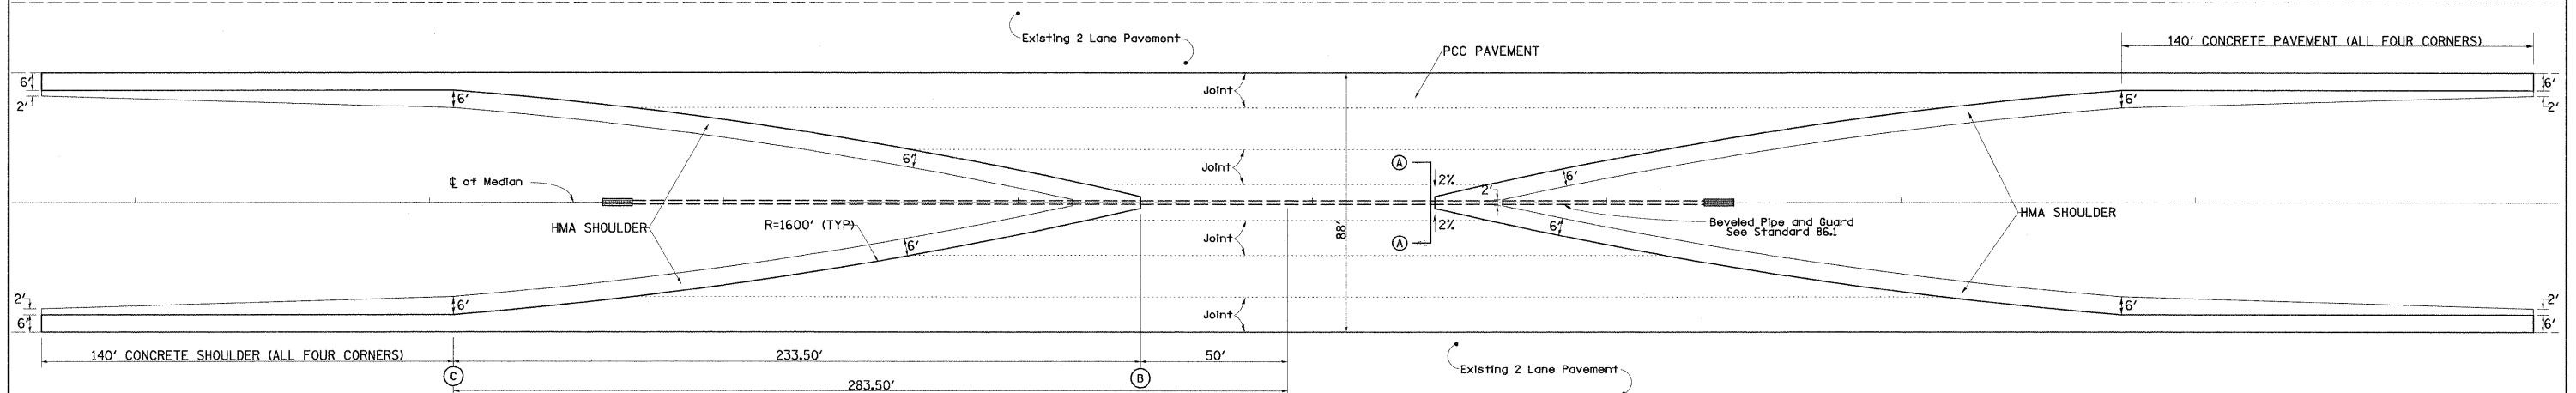 Existing 2 Lane Pavement
PCC PAVEMENT
140' CONCRETE PAVEMENT (ALL FOUR CORNERS)
6'
2'
6'
Joint
6'
6'
2'
6'
Joint
A
2%
6'
2'
℄ of Median
HMA SHOULDER
R=1600' (TYP)
6'
Joint
88'
A
2%
6'
Beveled Pipe and Guard
See Standard 86.1
HMA SHOULDER
2'
6'
6'
Joint
6'
2'
6'
140' CONCRETE SHOULDER (ALL FOUR CORNERS)
233.50'
50'
C
B
283.50'
Existing 2 Lane Pavement